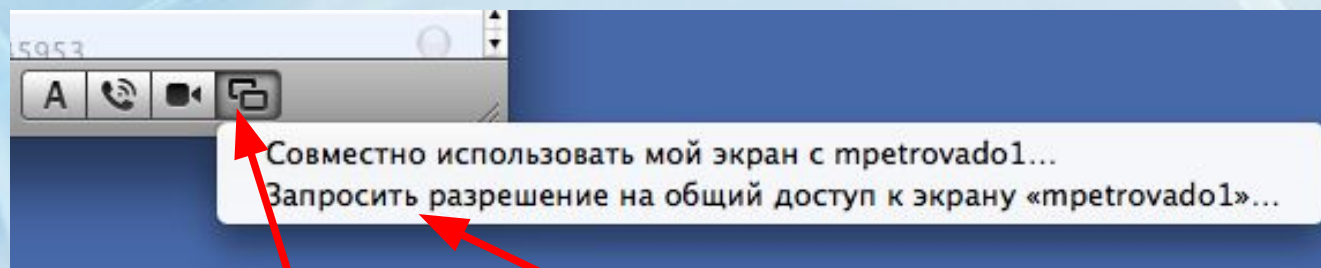 15953
A
Совместно использовать мой экран с mpetrovado1...
Запросить разрешение на общий доступ к экрану «mpetrovado1»...